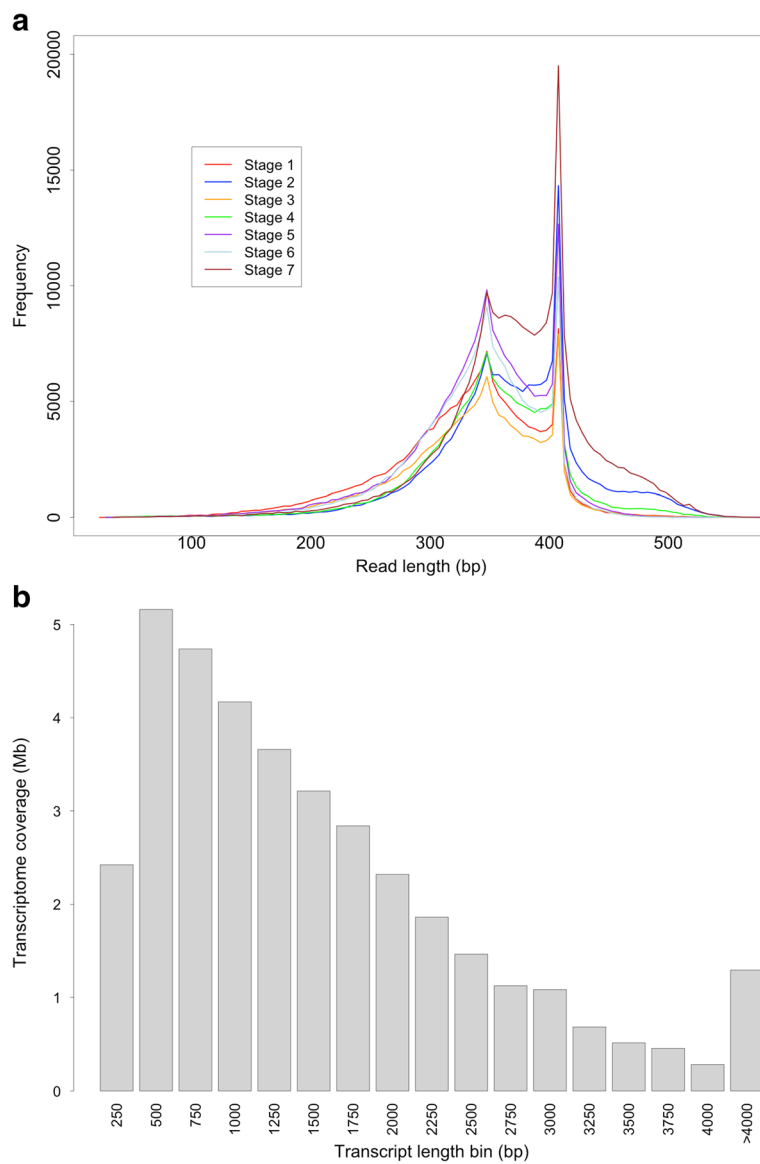 a
20000
15000
10000
5000
0
Frequency
Stage 1
Stage 2
Stage 3
Stage 4
Stage 5
Stage 6
Stage 7
100 200 300 400 500
Read length (bp)
b
5
4
3
2
1
0
Transcriptome coverage (Mb)
250 500 750 1000 1250 1500 1750 2000 2250 2500 2750 3000 3250 3500 3750 4000 >4000
Transcript length bin (bp)